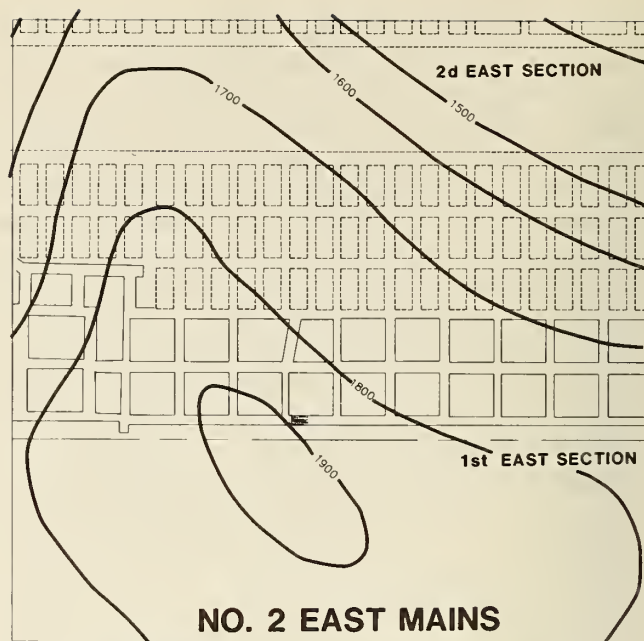 2d EAST SECTION
1500
1600
1700
1800
1st EAST SECTION
1900
NO. 2 EAST MAINS